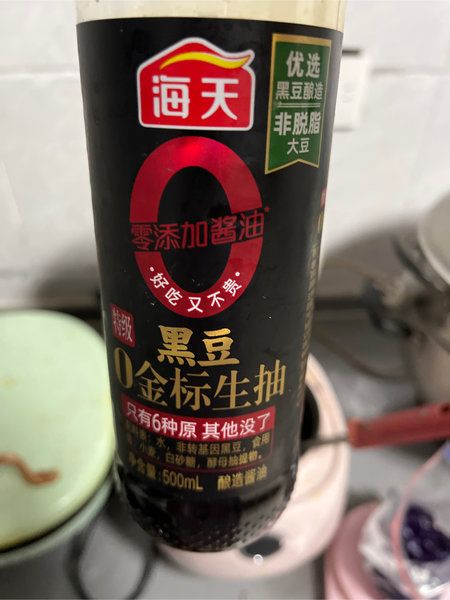 海天
优选
黑豆酿造
非脱脂
大豆
零添加酱油
好吃又不贵
特级
黑豆
0金标生抽
只有6种原 其他没了
水，非转基因黑豆，食用
小麦，白砂糖，酵母抽提物。
净含量：500mL 酿造酱油